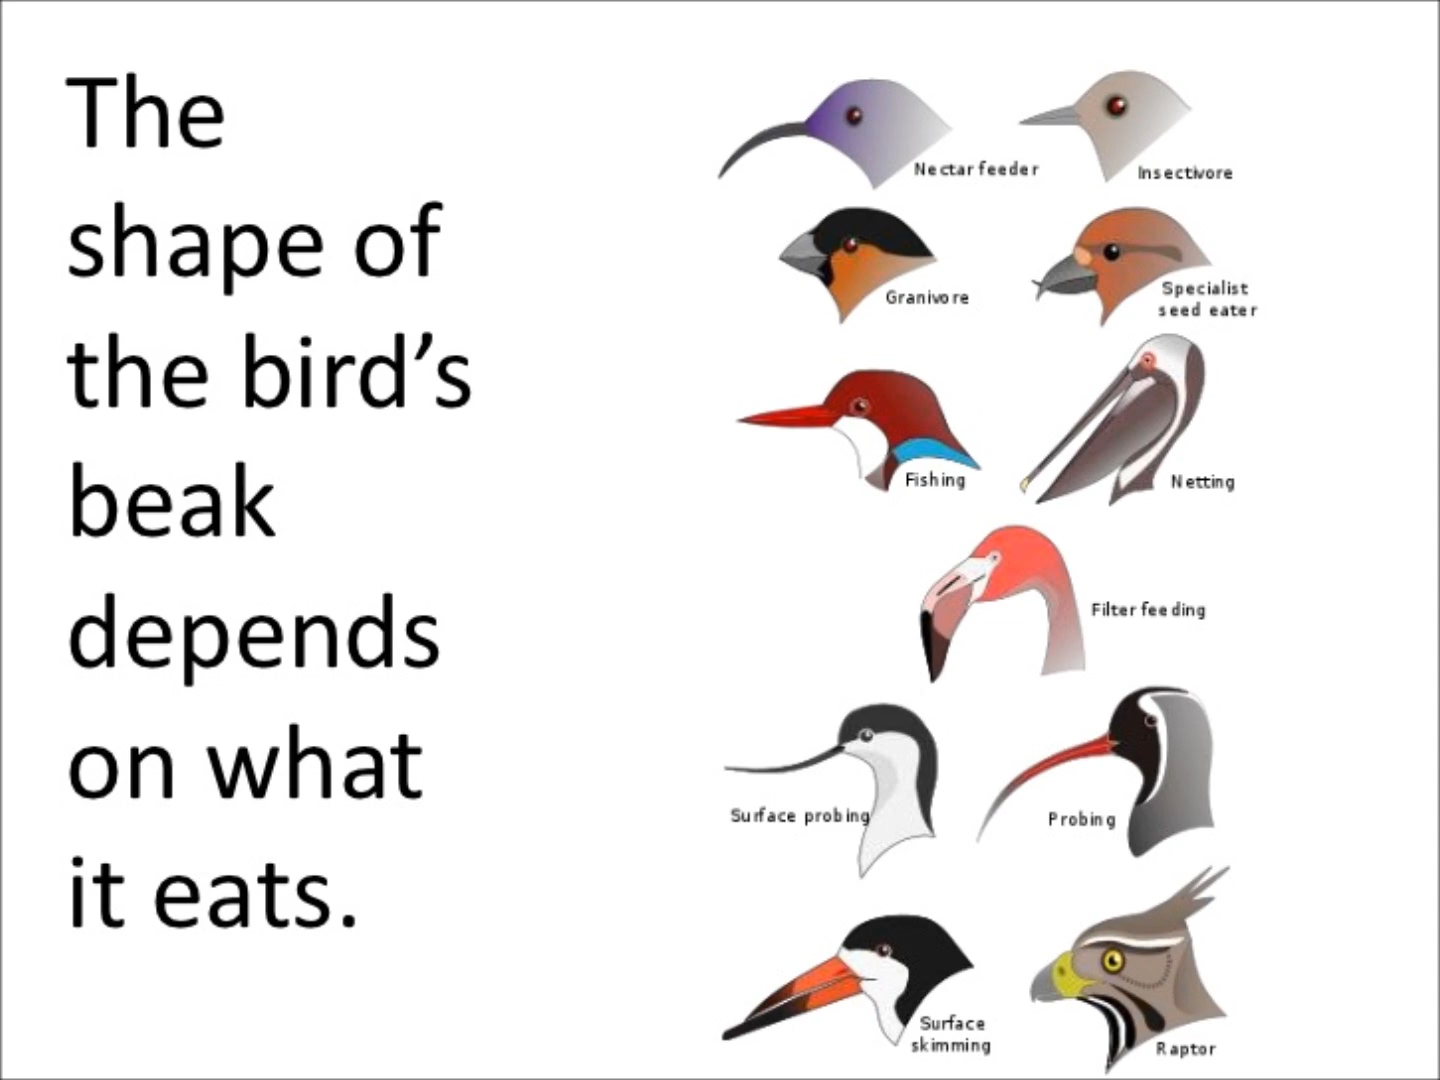 The
shape of
the bird’s
beak
depends
on what
it eats.
Nectar feeder
Insectivore
Granivore
Specialist
seed eater
Fishing
Netting
Filter feeding
Surface probing
Probing
Surface
skimming
Raptor